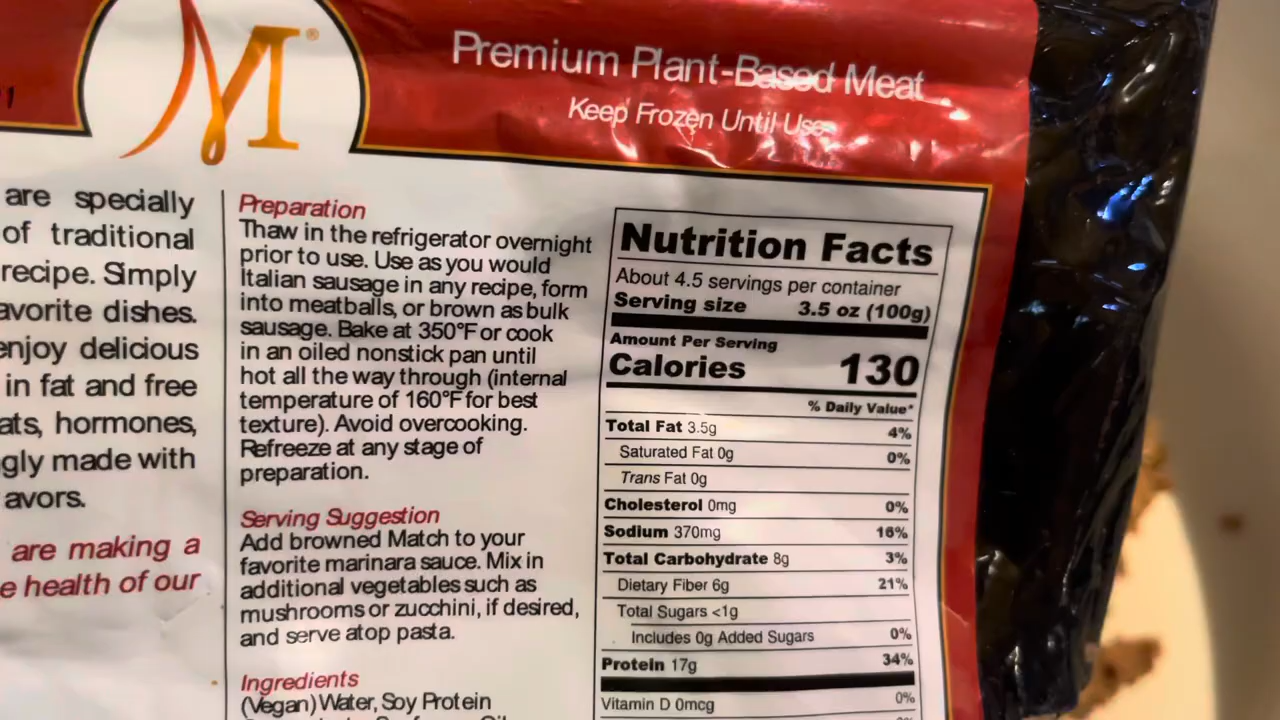 M®
Premium Plant-Based Meat
Keep Frozen Until Use
are specially
of traditional
recipe. Simply
avorite dishes.
enjoy delicious
in fat and free
ats, hormones,
gly made with
avors.
are making a
e health of our
Preparation
Thaw in the refrigerator overnight
prior to use. Use as you would
Italian sausage in any recipe, form
into meatballs, or brown as bulk
sausage. Bake at 350°F or cook
in an oiled nonstick pan until
hot all the way through (internal
temperature of 160°F for best
texture). Avoid overcooking.
Refreeze at any stage of
preparation.
Serving Suggestion
Add browned Match to your
favorite marinara sauce. Mix in
additional vegetables such as
mushrooms or zucchini, if desired,
and serve atop pasta.
Ingredients
(Vegan) Water, Soy Protein
Nutrition Facts
About 4.5 servings per container
Serving size 3.5 oz (100g)
Amount Per Serving
Calories 130
% Daily Value*
Total Fat 3.5g 4%
Saturated Fat 0g 0%
Trans Fat 0g
Cholesterol 0mg 0%
Sodium 370mg 16%
Total Carbohydrate 8g 3%
Dietary Fiber 6g 21%
Total Sugars <1g
Includes 0g Added Sugars 0%
Protein 17g 34%
Vitamin D 0mcg 0%